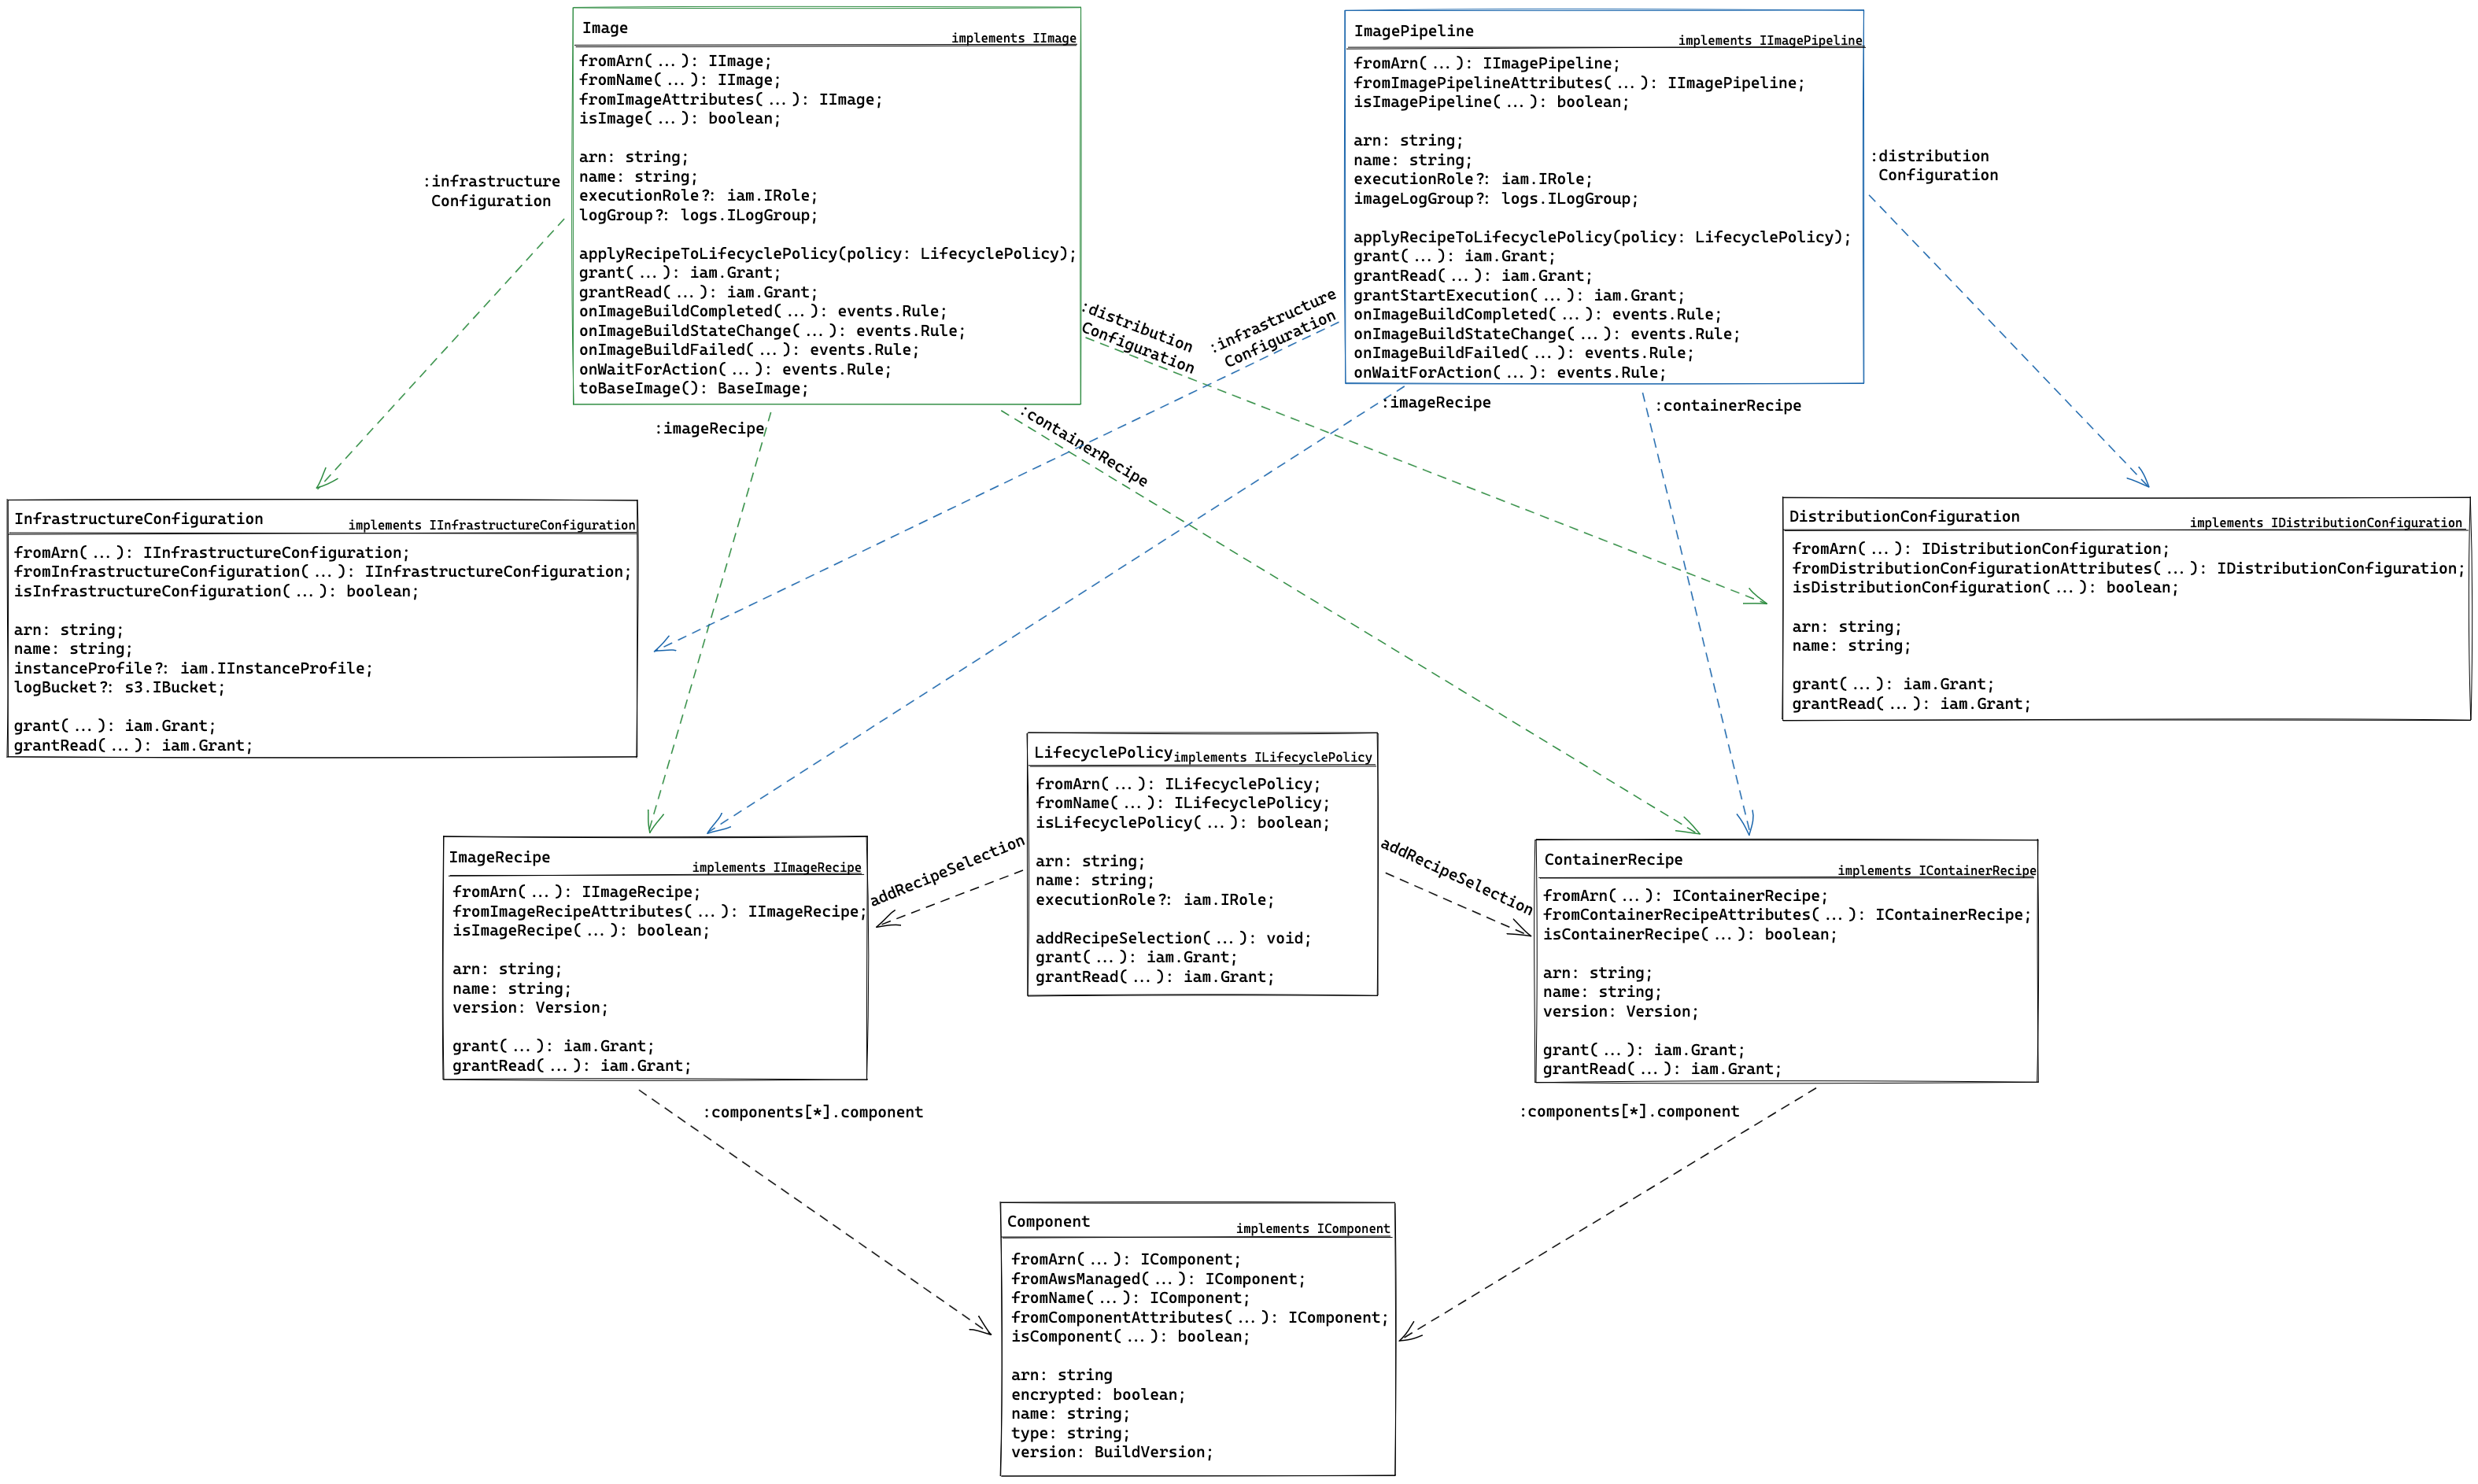 Image
implements IImage
fromArn(...): IImage;
fromName(...): IImage;
fromImageAttributes(...): IImage;
isImage(...): boolean;
arn: string;
name: string;
executionRole?: iam.IRole;
logGroup?: logs.ILogGroup;
applyRecipeToLifecyclePolicy(policy: LifecyclePolicy);
grant(...): iam.Grant;
grantRead(...): iam.Grant;
onImageBuildCompleted(...): events.Rule;
onImageBuildStateChange(...): events.Rule;
onImageBuildFailed(...): events.Rule;
onWaitForAction(...): events.Rule;
toBaseImage(): BaseImage;
ImagePipeline
implements IImagePipeline
fromArn(...): IImagePipeline;
fromImagePipelineAttributes(...): IImagePipeline;
isImagePipeline(...): boolean;
arn: string;
name: string;
executionRole?: iam.IRole;
imageLogGroup?: logs.ILogGroup;
applyRecipeToLifecyclePolicy(policy: LifecyclePolicy);
grant(...): iam.Grant;
grantRead(...): iam.Grant;
grantStartExecution(...): iam.Grant;
onImageBuildCompleted(...): events.Rule;
onImageBuildStateChange(...): events.Rule;
onImageBuildFailed(...): events.Rule;
onWaitForAction(...): events.Rule;
:infrastructure
Configuration
:distribution
Configuration
:infrastructure
Configuration
:distribution
Configuration
:imageRecipe
:containerRecipe
:imageRecipe
:containerRecipe
InfrastructureConfiguration
implements IInfrastructureConfiguration
fromArn(...): IInfrastructureConfiguration;
fromInfrastructureConfiguration(...): IInfrastructureConfiguration;
isInfrastructureConfiguration(...): boolean;
arn: string;
name: string;
instanceProfile?: iam.IInstanceProfile;
logBucket?: s3.IBucket;
grant(...): iam.Grant;
grantRead(...): iam.Grant;
DistributionConfiguration
implements IDistributionConfiguration
fromArn(...): IDistributionConfiguration;
fromDistributionConfigurationAttributes(...): IDistributionConfiguration;
isDistributionConfiguration(...): boolean;
arn: string;
name: string;
grant(...): iam.Grant;
grantRead(...): iam.Grant;
LifecyclePolicy
implements ILifecyclePolicy
fromArn(...): ILifecyclePolicy;
fromName(...): ILifecyclePolicy;
isLifecyclePolicy(...): boolean;
arn: string;
name: string;
executionRole?: iam.IRole;
addRecipeSelection(...): void;
grant(...): iam.Grant;
grantRead(...): iam.Grant;
addRecipeSelection
addRecipeSelection
ImageRecipe
implements IImageRecipe
fromArn(...): IImageRecipe;
fromImageRecipeAttributes(...): IImageRecipe;
isImageRecipe(...): boolean;
arn: string;
name: string;
version: Version;
grant(...): iam.Grant;
grantRead(...): iam.Grant;
ContainerRecipe
implements IContainerRecipe
fromArn(...): IContainerRecipe;
fromContainerRecipeAttributes(...): IContainerRecipe;
isContainerRecipe(...): boolean;
arn: string;
name: string;
version: Version;
grant(...): iam.Grant;
grantRead(...): iam.Grant;
:components[*].component
:components[*].component
Component
implements IComponent
fromArn(...): IComponent;
fromAwsManaged(...): IComponent;
fromName(...): IComponent;
fromComponentAttributes(...): IComponent;
isComponent(...): boolean;
arn: string
encrypted: boolean;
name: string;
type: string;
version: BuildVersion;